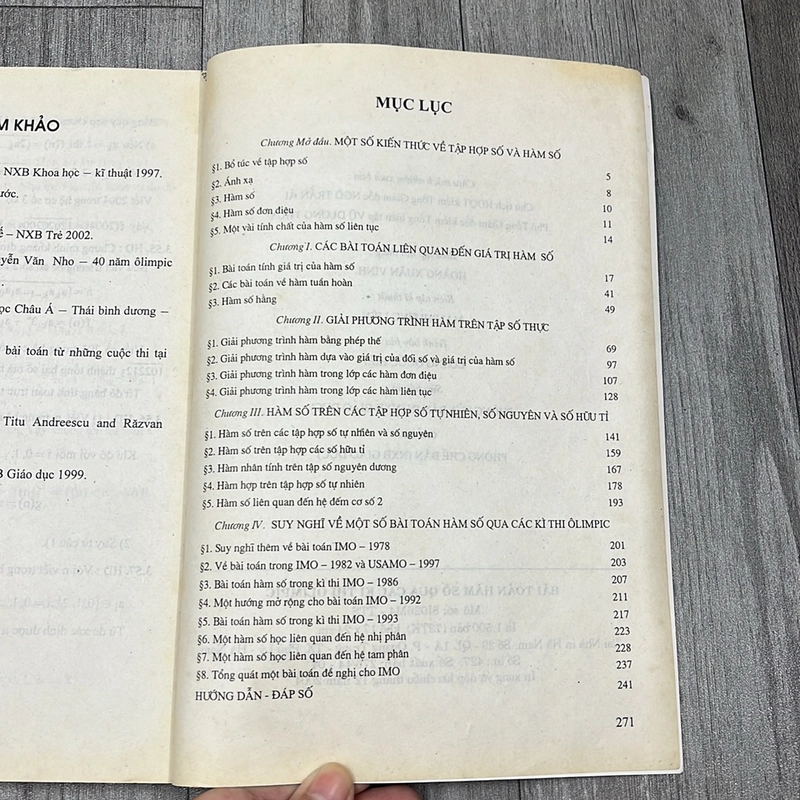 M KHẢO
NXB Khoa học – kĩ thuật 1997.
ước.
ế – NXB Trẻ 2002.
uyễn Văn Nho – 40 năm ôlimpic
ọc Châu Á – Thái bình dương –
bài toán từ những cuộc thi tại
Titu Andreescu and Răzvan
B Giáo dục 1999.
MỤC LỤC
Chương Mở đầu. MỘT SỐ KIẾN THỨC VỀ TẬP HỢP SỐ VÀ HÀM SỐ
§1. Bổ túc về tập hợp số 5
§2. Ánh xạ 8
§3. Hàm số 10
§4. Hàm số đơn điệu 11
§5. Một vài tính chất của hàm số liên tục 14
Chương I. CÁC BÀI TOÁN LIÊN QUAN ĐẾN GIÁ TRỊ HÀM SỐ
§1. Bài toán tính giá trị của hàm số 17
§2. Các bài toán về hàm tuần hoàn 41
§3. Hàm số hằng 49
Chương II. GIẢI PHƯƠNG TRÌNH HÀM TRÊN TẬP SỐ THỰC
§1. Giải phương trình hàm bằng phép thế 69
§2. Giải phương trình hàm dựa vào giá trị của đối số và giá trị của hàm số 97
§3. Giải phương trình hàm trong lớp các hàm đơn điệu 107
§4. Giải phương trình hàm trong lớp các hàm liên tục 128
Chương III. HÀM SỐ TRÊN CÁC TẬP HỢP SỐ TỰ NHIÊN, SỐ NGUYÊN VÀ SỐ HỮU TỈ
§1. Hàm số trên các tập hợp số tự nhiên và số nguyên 141
§2. Hàm số trên tập hợp các số hữu tỉ 159
§3. Hàm nhân tính trên tập số nguyên dương 167
§4. Hàm hợp trên tập hợp số tự nhiên 178
§5. Hàm số liên quan đến hệ đếm cơ số 2 193
Chương IV. SUY NGHĨ VỀ MỘT SỐ BÀI TOÁN HÀM SỐ QUA CÁC KÌ THI ÔLIMPIC
§1. Suy nghĩ thêm về bài toán IMO – 1978 201
§2. Về bài toán trong IMO – 1982 và USAMO – 1997 203
§3. Bài toán hàm số trong kì thi IMO – 1986 207
§4. Một hướng mở rộng cho bài toán IMO – 1992 211
§5. Bài toán hàm số trong kì thi IMO – 1993 217
§6. Một hàm số học liên quan đến hệ nhị phân 223
§7. Một hàm số học liên quan đến hệ tam phân 228
§8. Tổng quát một bài toán đề nghị cho IMO 237
HƯỚNG DẪN - ĐÁP SỐ 241
271